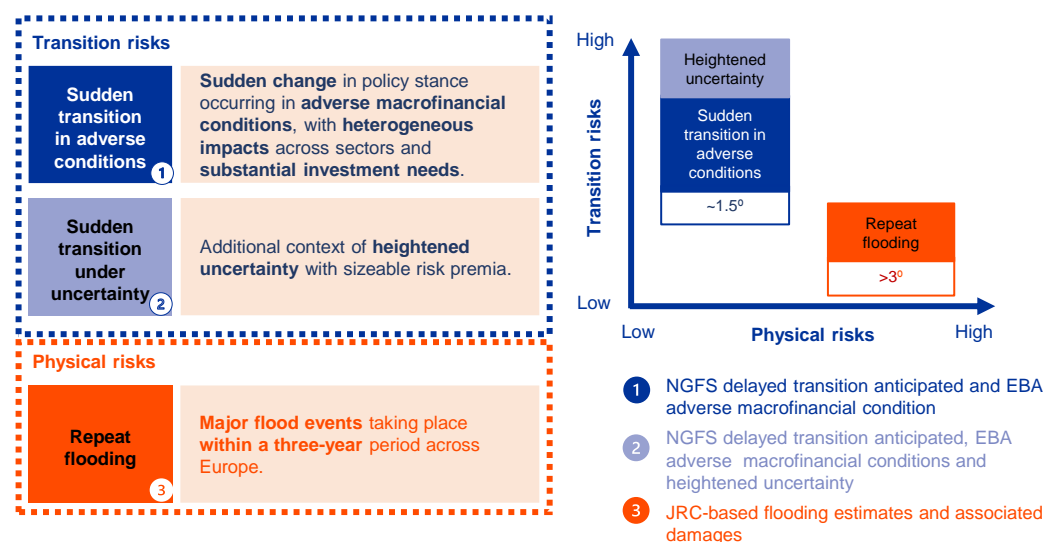 Transition risks
Sudden
transition
in adverse
conditions
1
Sudden change in policy stance
occurring in adverse macrofinancial
conditions, with heterogeneous
impacts across sectors and
substantial investment needs.
Sudden
transition
under
uncertainty
2
Additional context of heightened
uncertainty with sizeable risk premia.
Physical risks
Repeat
flooding
3
Major flood events taking place
within a three-year period across
Europe.
High
Transition risks
Low
Heightened
uncertainty
Sudden
transition in
adverse
conditions
~1.5⁰
Repeat
flooding
>3⁰
Low
Physical risks
High
1
NGFS delayed transition anticipated and EBA
adverse macrofinancial condition
2
NGFS delayed transition anticipated, EBA
adverse macrofinancial conditions and
heightened uncertainty
3
JRC-based flooding estimates and associated
damages